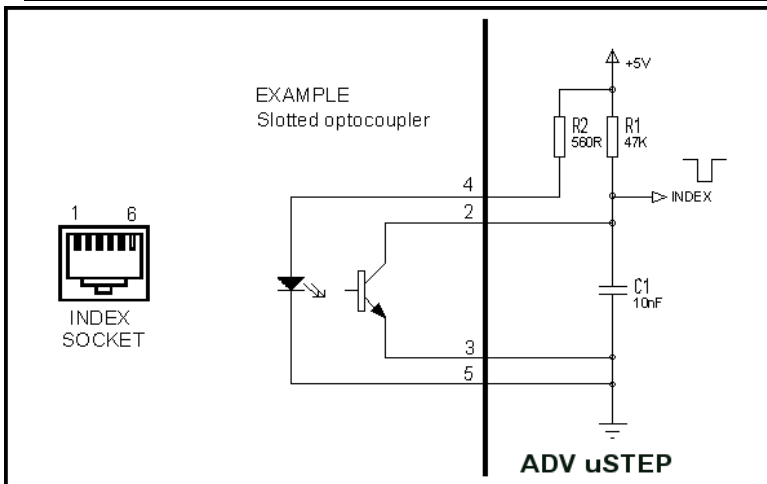 EXAMPLE
Slotted optocoupler
+5V
R2
560R
R1
47K
INDEX
4
2
1 6
INDEX
SOCKET
C1
10nF
3
5
ADV uSTEP